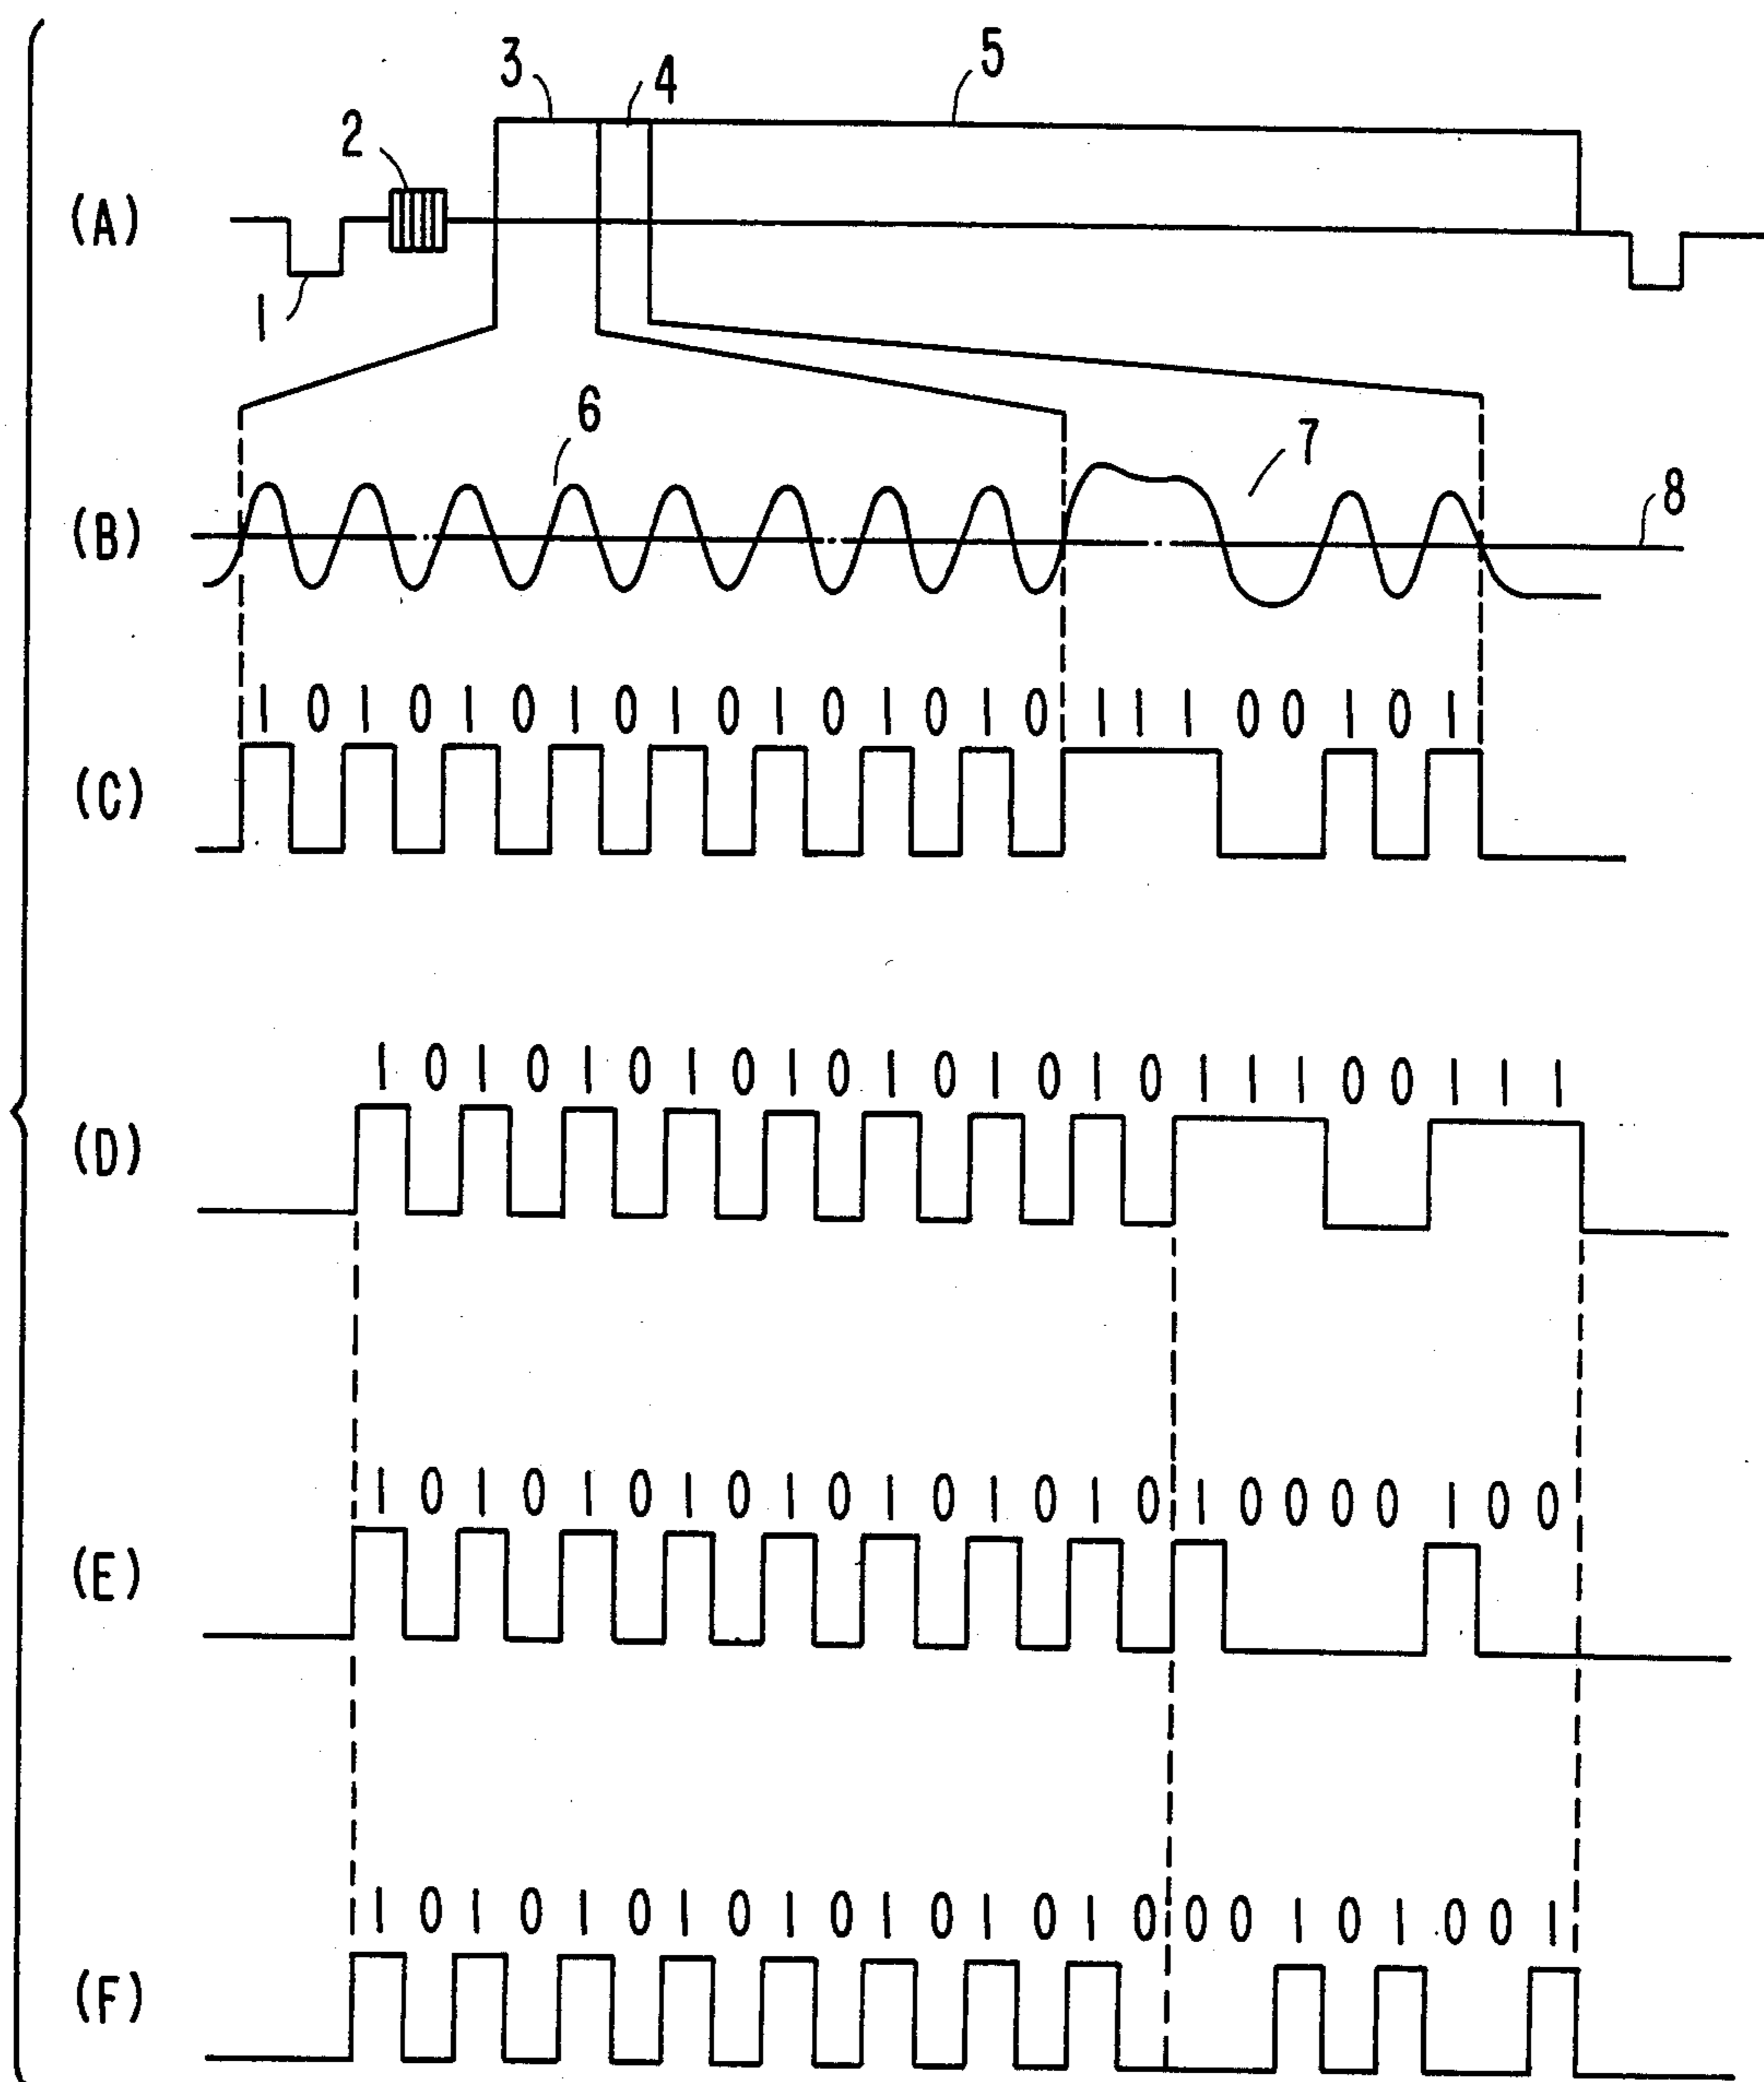 3 4 5
2
(A)
1
6 7
(B) 8
1 0 1 0 1 0 1 0 1 0 1 0 1 0 1 0 1 1 1 0 0 1 0 1
(C)
1 0 1 0 1 0 1 0 1 0 1 0 1 0 1 0 1 1 1 0 0 1 1 1
(D)
1 0 1 0 1 0 1 0 1 0 1 0 1 0 1 0 1 0 0 0 0 1 0 0
(E)
1 0 1 0 1 0 1 0 1 0 1 0 1 0 1 0 0 0 1 0 1 0 0 1
(F)